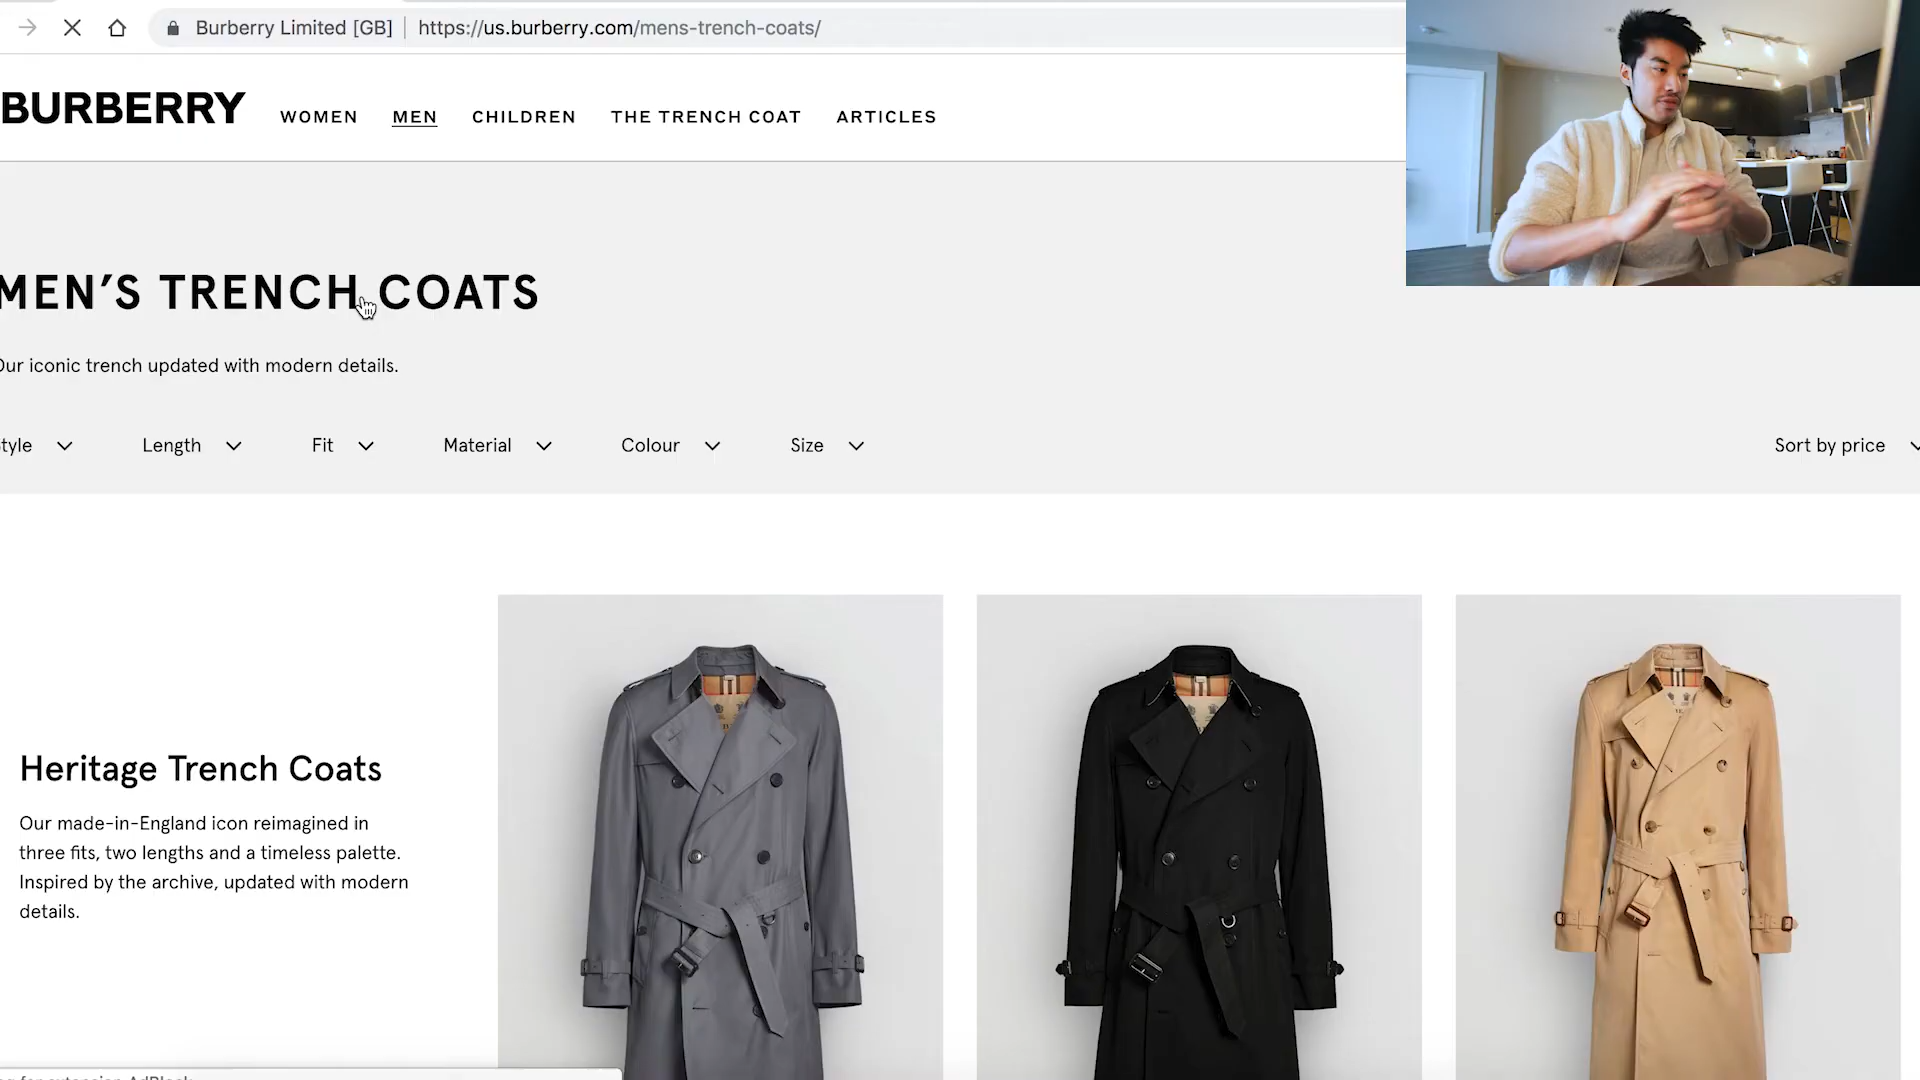 Burberry Limited [GB] https://us.burberry.com/mens-trench-coats/
BURBERRY WOMEN MEN CHILDREN THE TRENCH COAT ARTICLES
MEN’S TRENCH COATS
Our iconic trench updated with modern details.
tyle Length Fit Material Colour Size Sort by price
Heritage Trench Coats
Our made-in-England icon reimagined in
three fits, two lengths and a timeless palette.
Inspired by the archive, updated with modern
details.